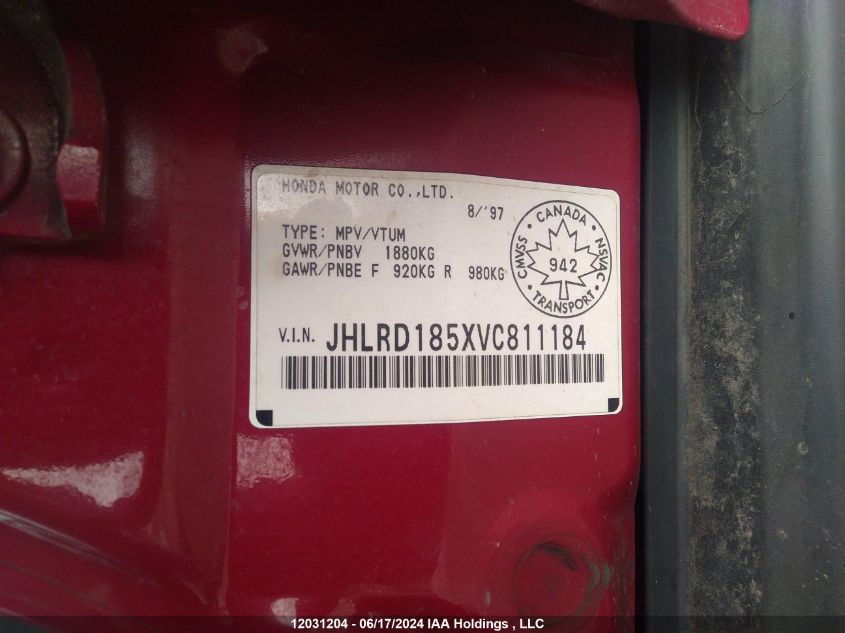 HONDA MOTOR CO.,LTD.
8/'97
TYPE: MPV/VTUM
GVWR/PNBV 1880KG
GAWR/PNBE F 920KG R 980KG
CMVSS · CANADA · NSVAC
942
· TRANSPORT ·
V.I.N. JHLRD185XVC811184
12031204 - 06/17/2024 IAA Holdings , LLC